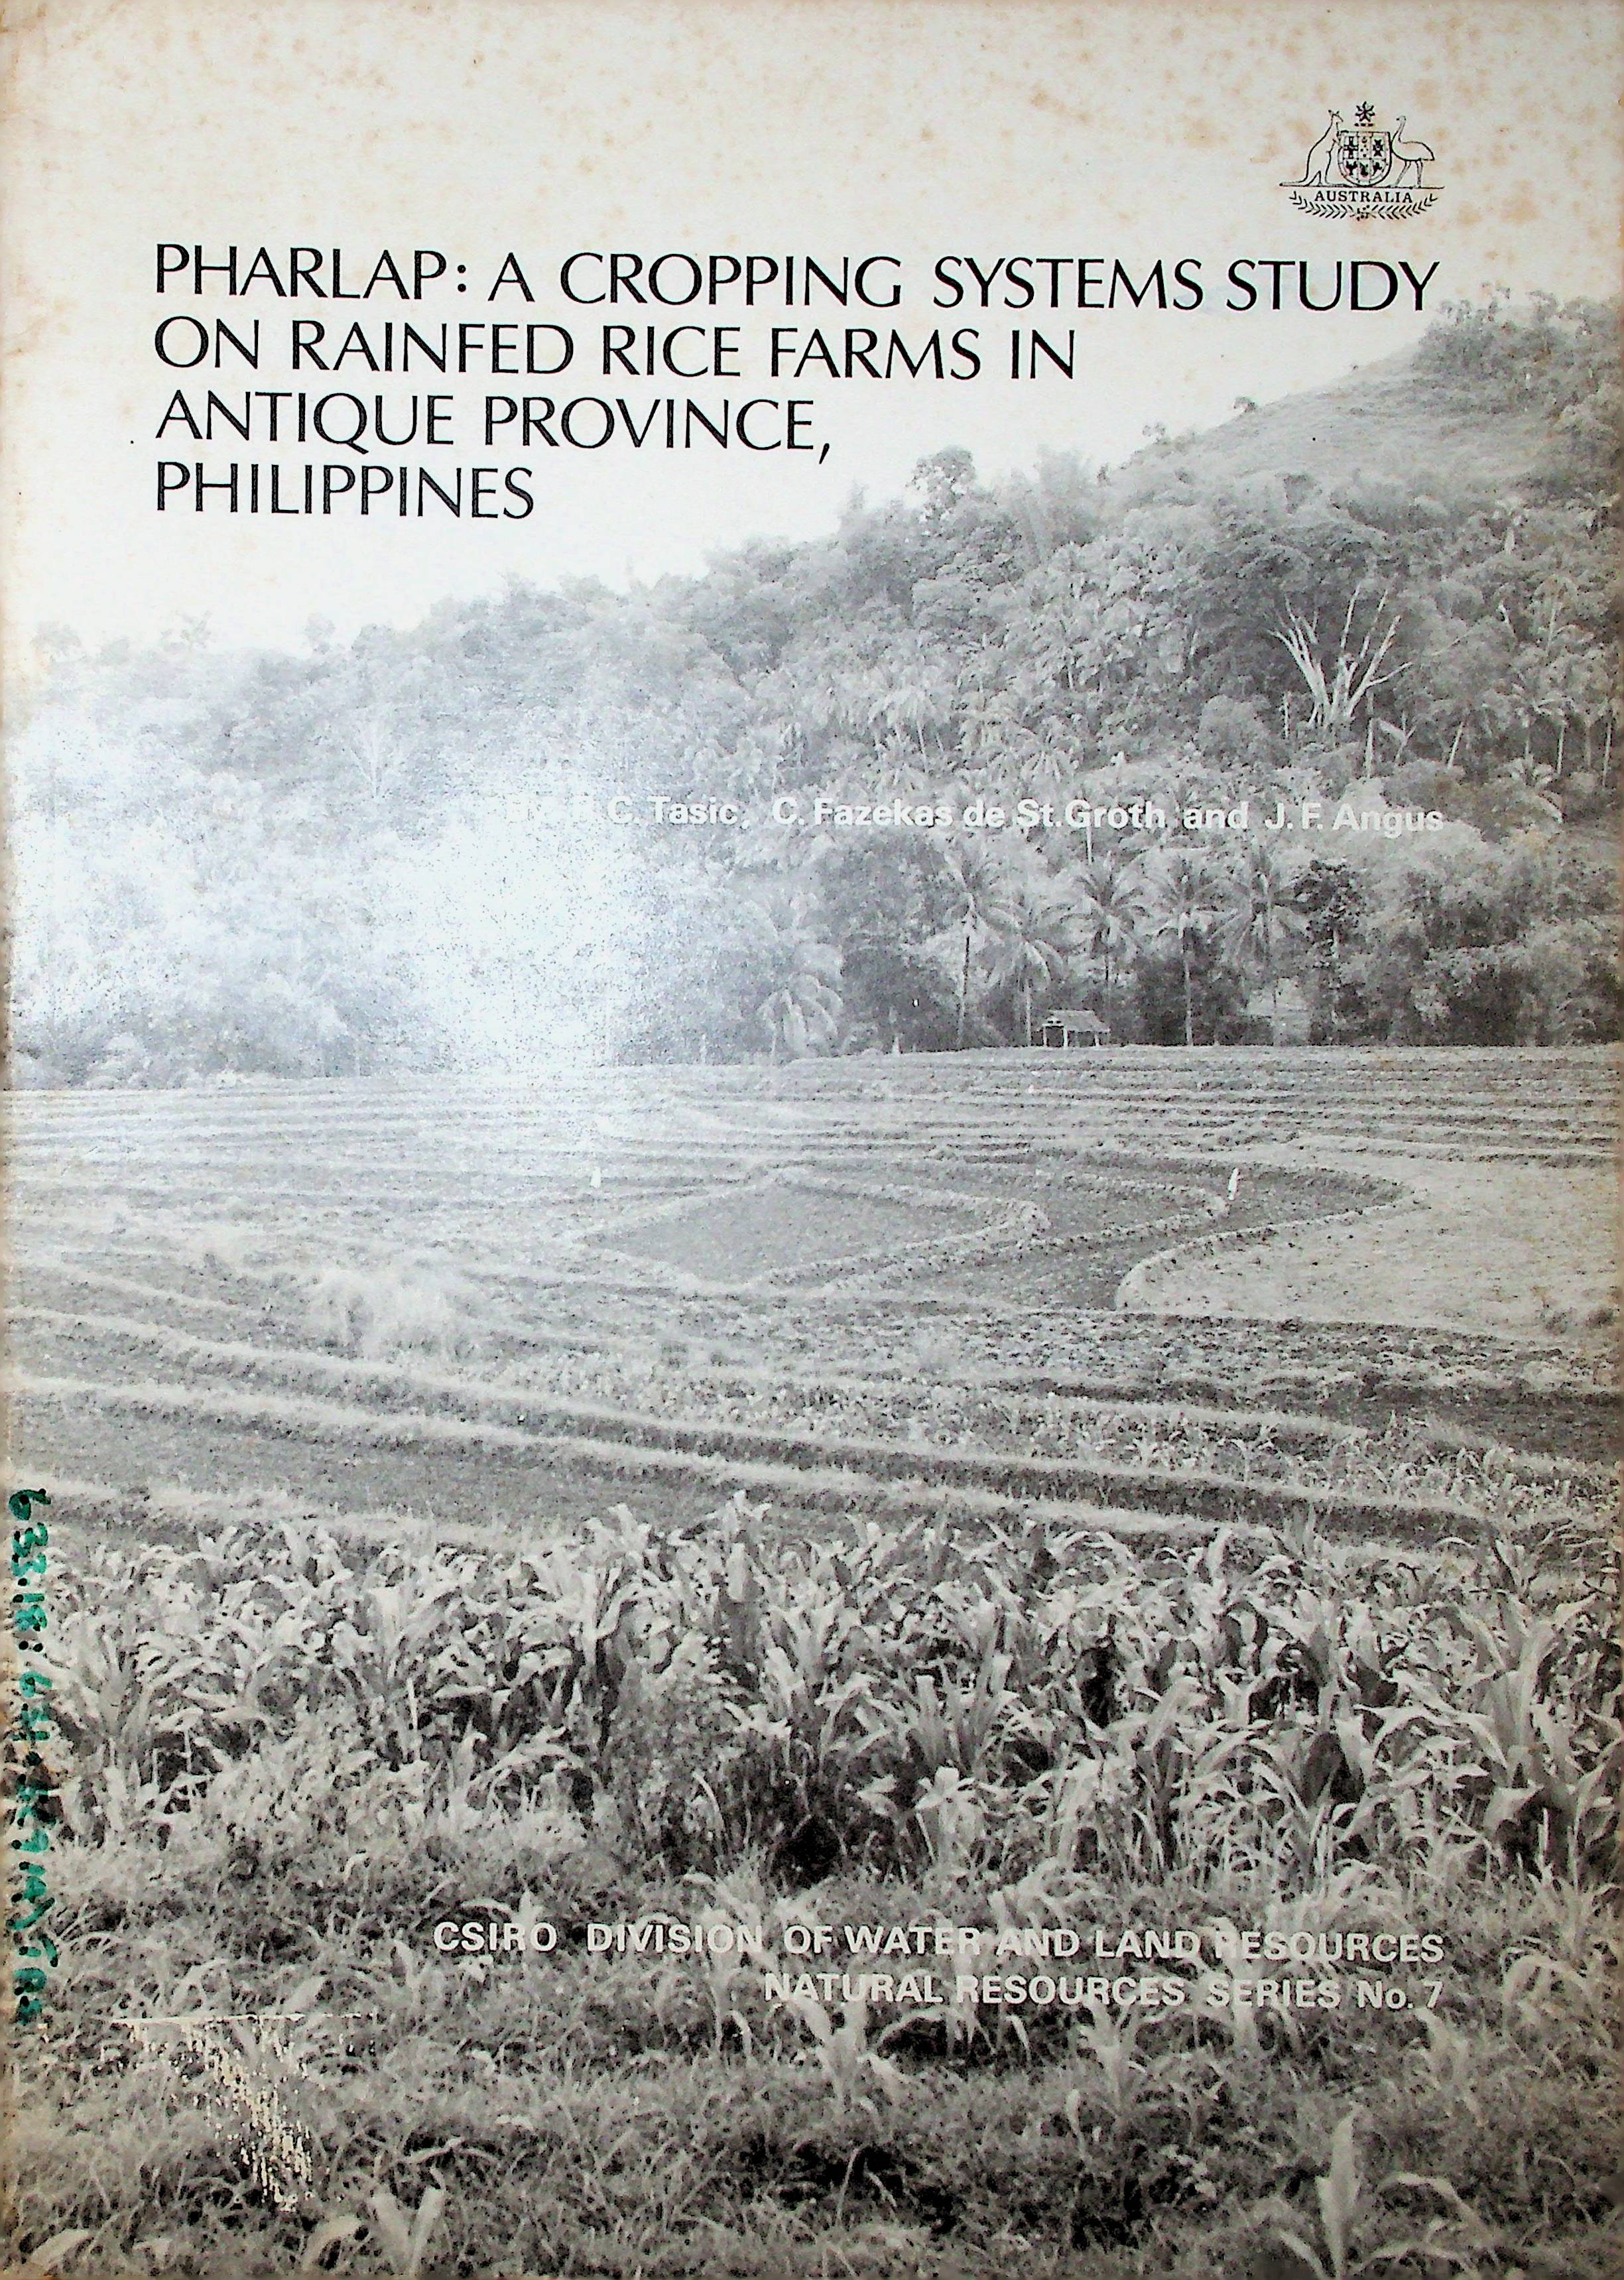 AUSTRALIA
PHARLAP: A CROPPING SYSTEMS STUDY
ON RAINFED RICE FARMS IN
ANTIQUE PROVINCE,
PHILIPPINES
C. Tasic, C. Fazekas de St. Groth and J. F. Angus
CSIRO DIVISION OF WATER AND LAND RESOURCES
NATURAL RESOURCES SERIES No. 7